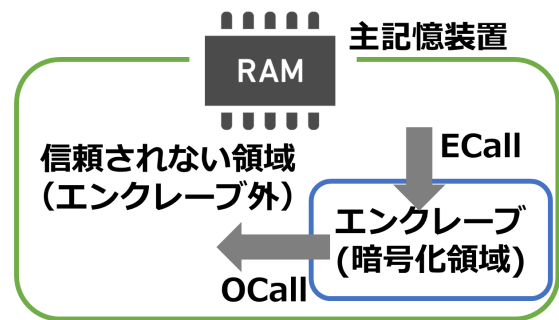 主記憶装置
RAM
信頼されない領域
（エンクレーブ外）
ECall
エンクレーブ
(暗号化領域)
OCall